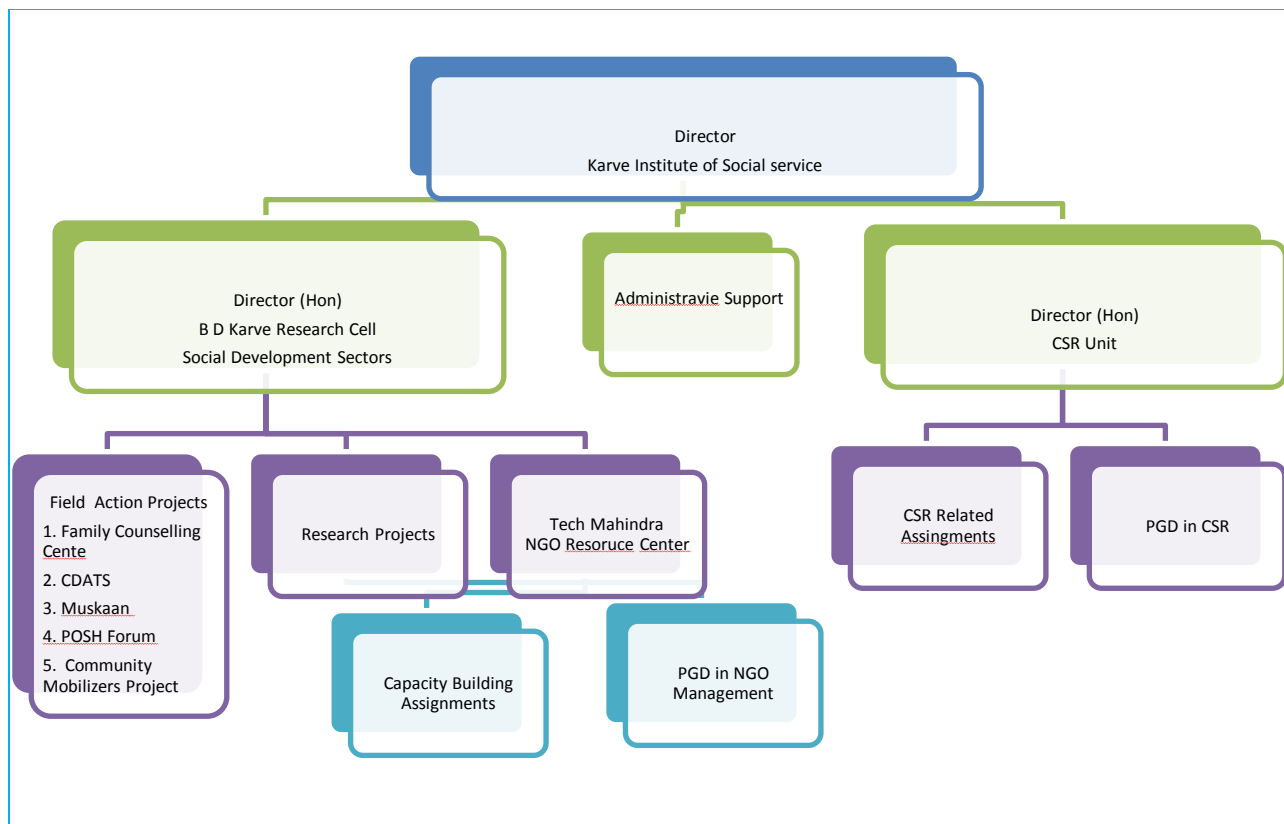 Director
Karve Institute of Social service
Director (Hon)
B D Karve Research Cell
Social Development Sectors
Administravie Support
Director (Hon)
CSR Unit
Field Action Projects
1. Family Counselling
Cente
2. CDATS
3. Muskaan
4. POSH Forum
5. Community
Mobilizers Project
Research Projects
Tech Mahindra
NGO Resoruce Center
CSR Related
Assingments
PGD in CSR
Capacity Building
Assignments
PGD in NGO
Management